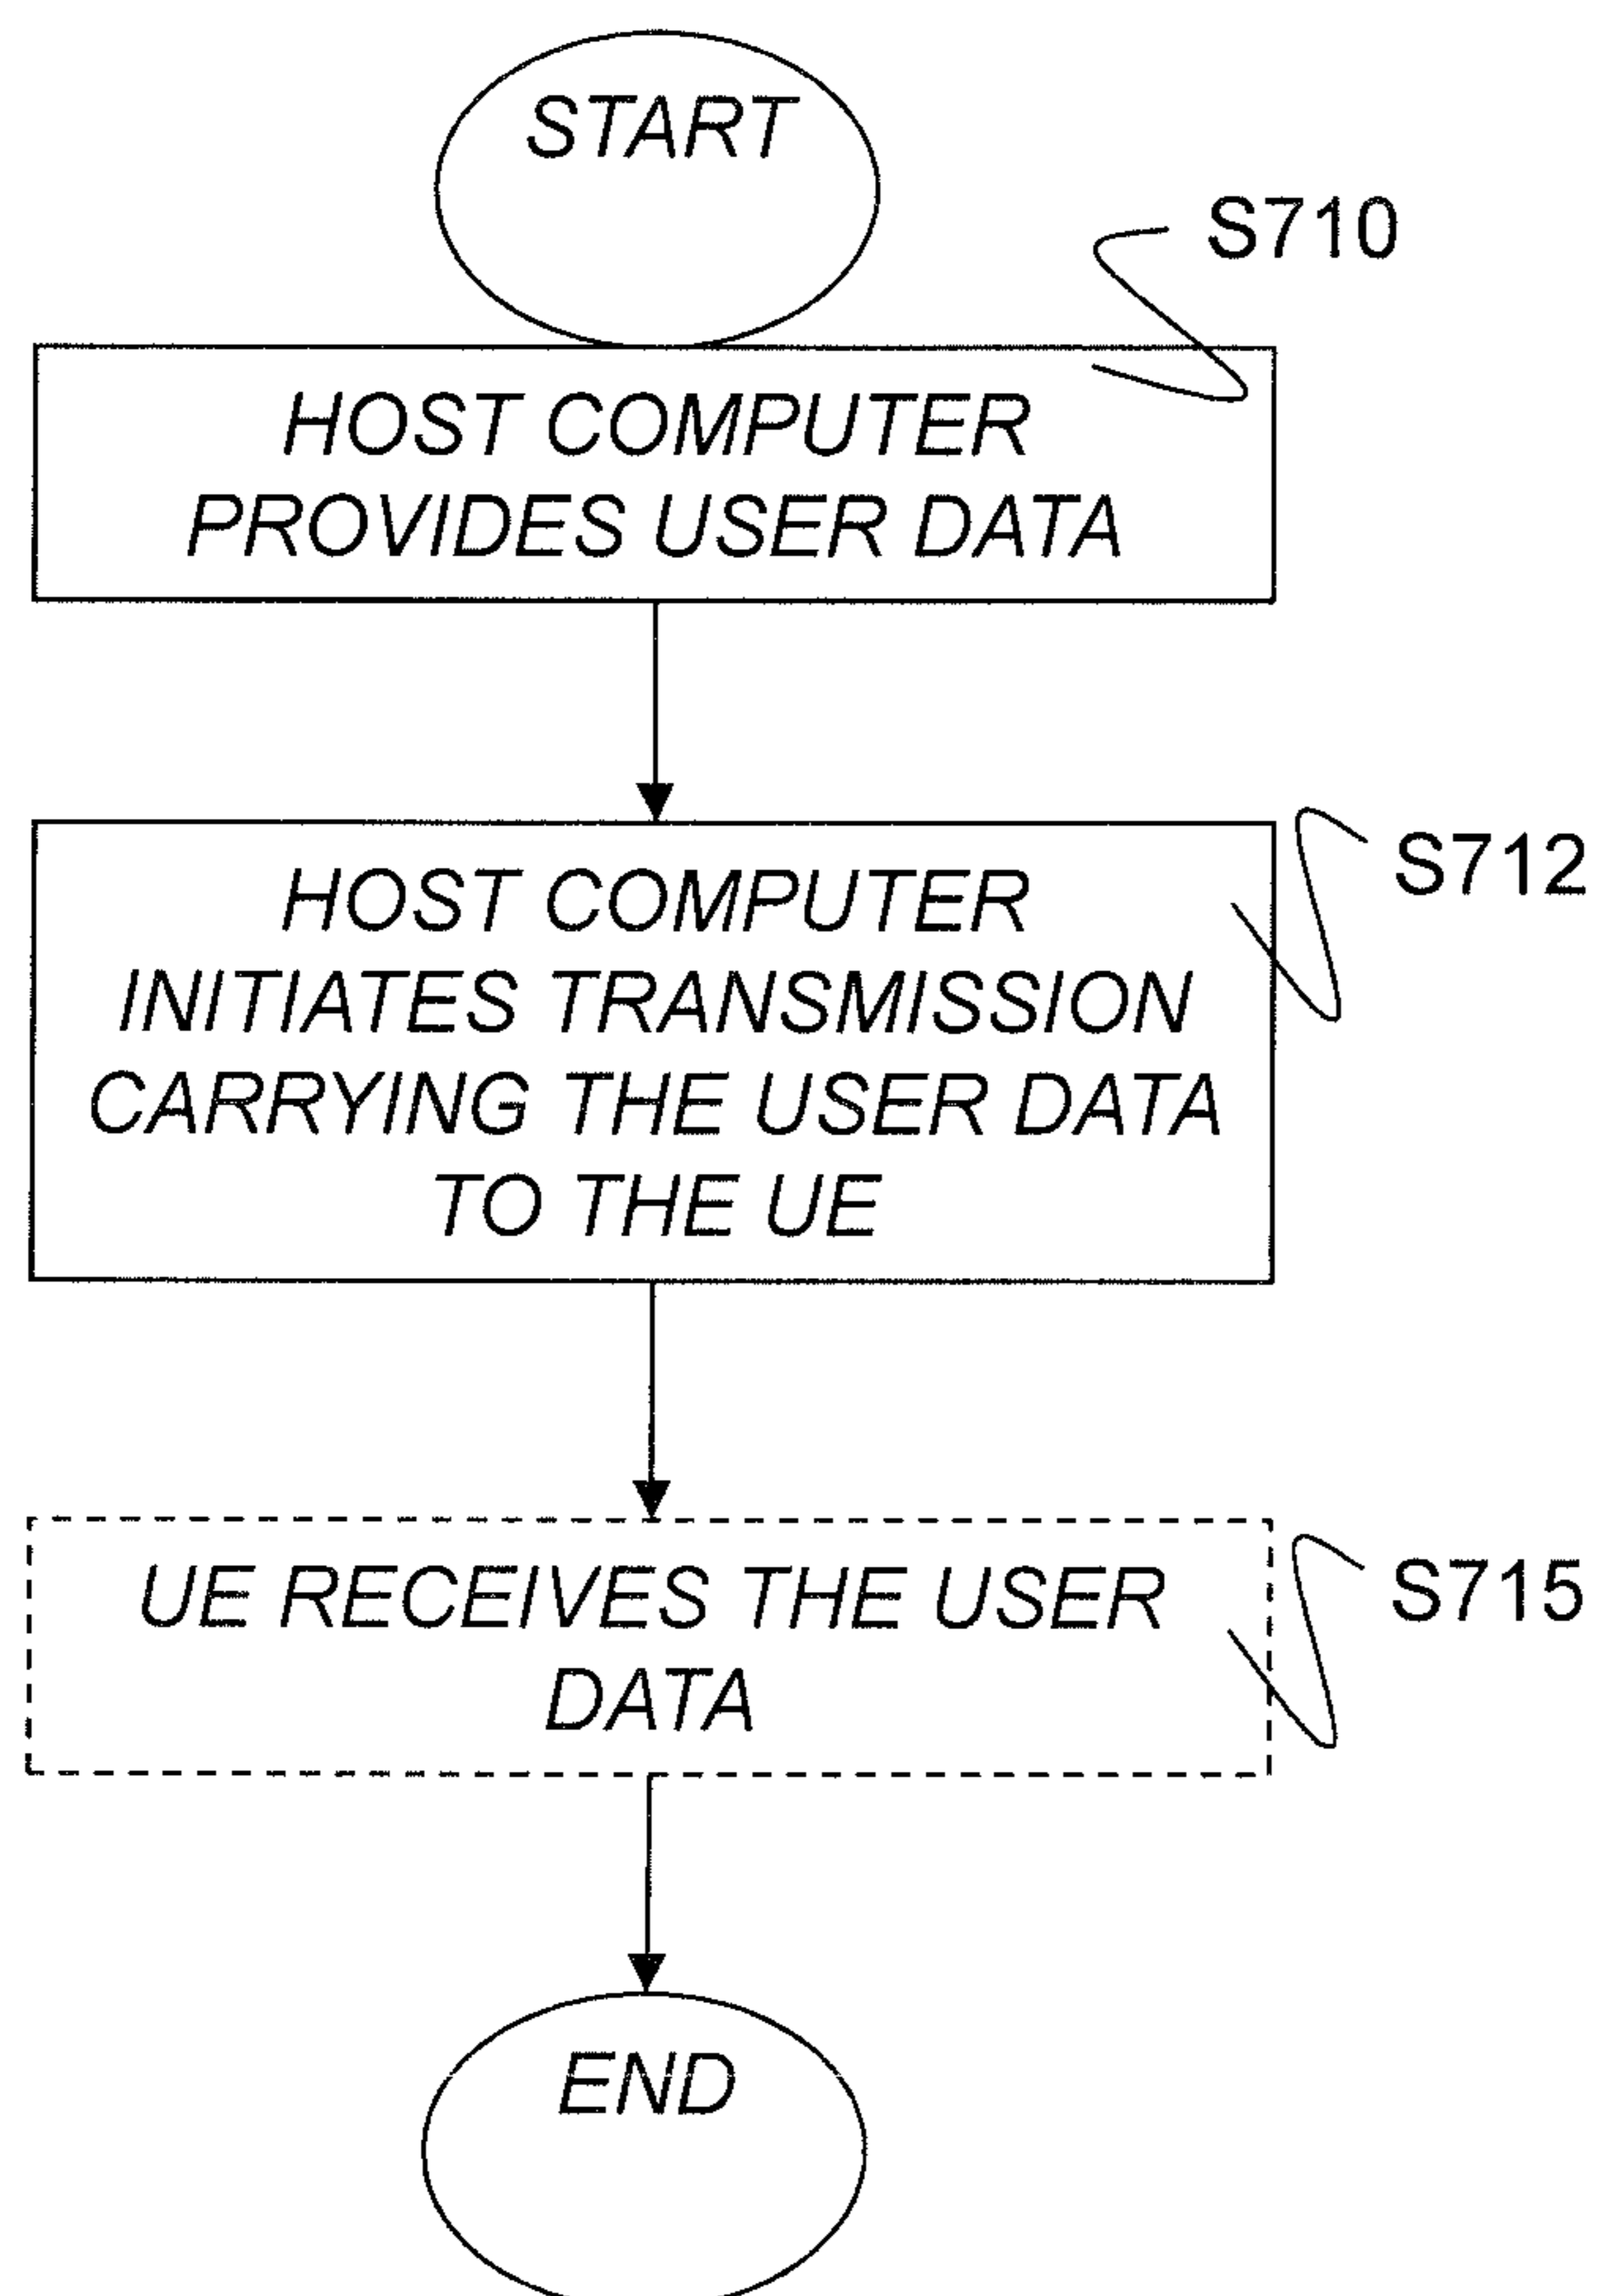 START
S710
HOST COMPUTER
PROVIDES USER DATA
S712
HOST COMPUTER
INITIATES TRANSMISSION
CARRYING THE USER DATA
TO THE UE
S715
UE RECEIVES THE USER
DATA
END